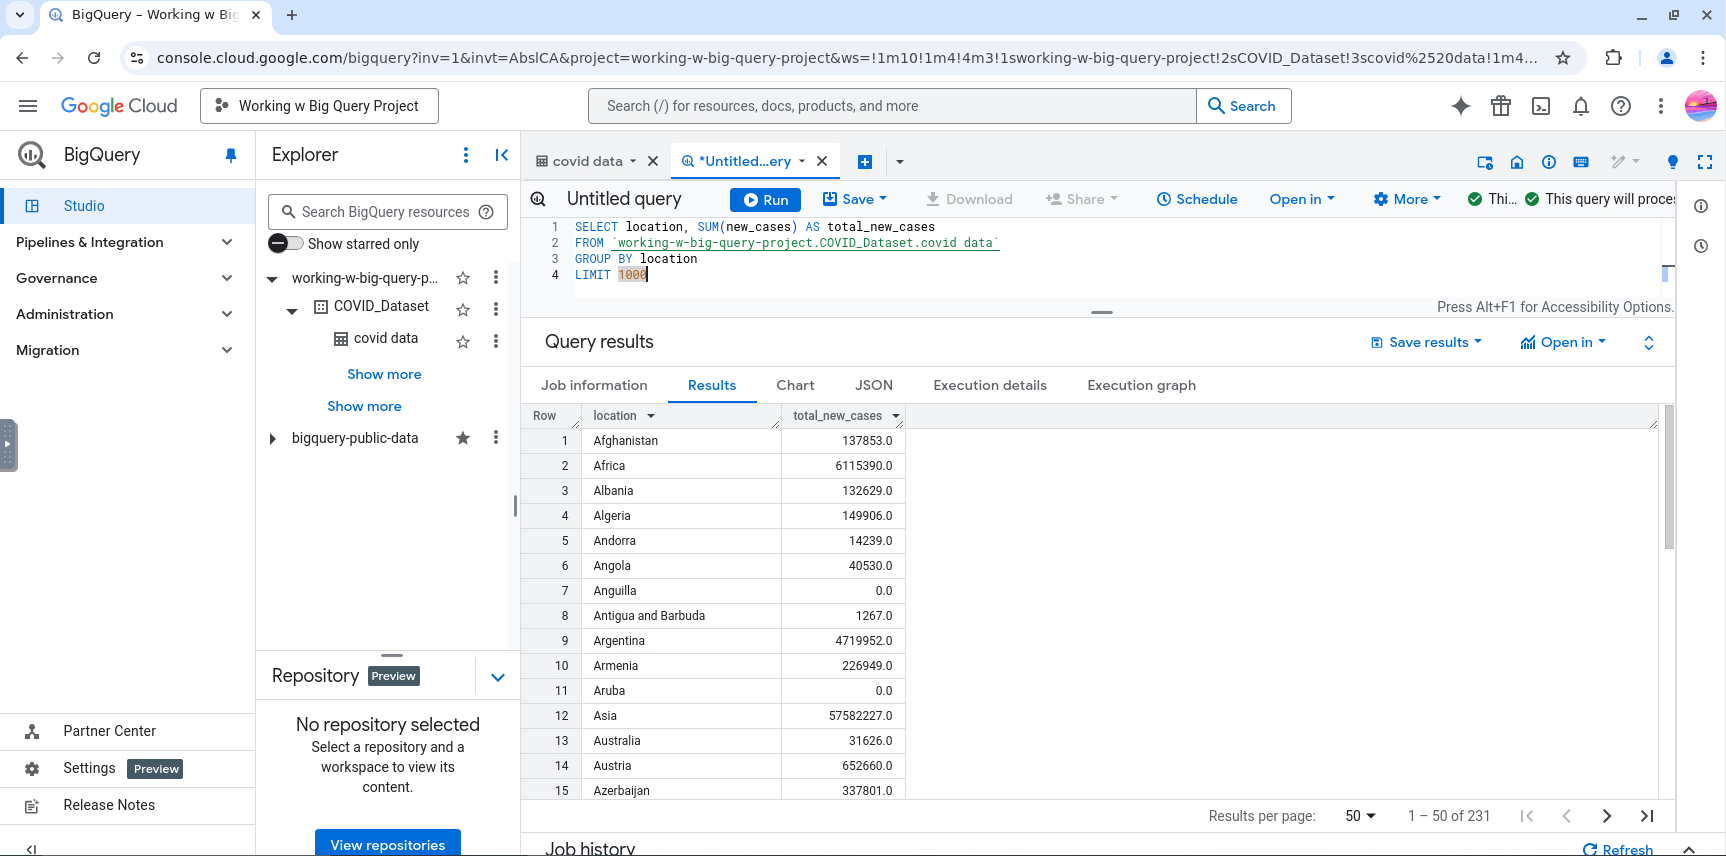 BigQuery – Working w Big
console.cloud.google.com/bigquery?inv=1&invt=AbslCA&project=working-w-big-query-project&ws=!1m10!1m4!4m3!1sworking-w-big-query-project!2sCOVID_Dataset!3scovid%2520data!1m4...
Google Cloud
Working w Big Query Project
Search (/) for resources, docs, products, and more
Search
BigQuery
Studio
Pipelines & Integration
Governance
Administration
Migration
Partner Center
Settings Preview
Release Notes
Explorer
Search BigQuery resources
Show starred only
working-w-big-query-p...
COVID_Dataset
covid data
Show more
Show more
bigquery-public-data
Repository Preview
No repository selected
Select a repository and a
workspace to view its
content.
View repositories
covid data
*Untitled...ery
Untitled query
Run
Save
Download
Share
Schedule
Open in
More
Thi...
This query will proces
1 SELECT location, SUM(new_cases) AS total_new_cases
2 FROM `working-w-big-query-project.COVID_Dataset.covid data`
3 GROUP BY location
4 LIMIT 1000
Press Alt+F1 for Accessibility Options.
Query results
Save results
Open in
Job information Results Chart JSON Execution details Execution graph
Row location total_new_cases
1 Afghanistan 137853.0
2 Africa 6115390.0
3 Albania 132629.0
4 Algeria 149906.0
5 Andorra 14239.0
6 Angola 40530.0
7 Anguilla 0.0
8 Antigua and Barbuda 1267.0
9 Argentina 4719952.0
10 Armenia 226949.0
11 Aruba 0.0
12 Asia 57582227.0
13 Australia 31626.0
14 Austria 652660.0
15 Azerbaijan 337801.0
Results per page: 50 1 – 50 of 231
Job history
Refresh